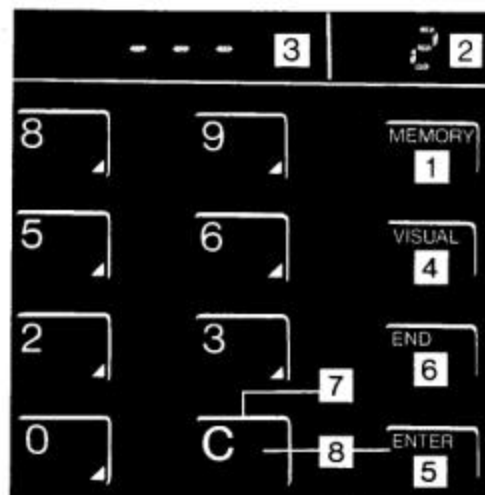 - - - 3 2 2
8 9 MEMORY
1
5 6 VISUAL
4
2 3 END
6
7
0 C 8 ENTER
5